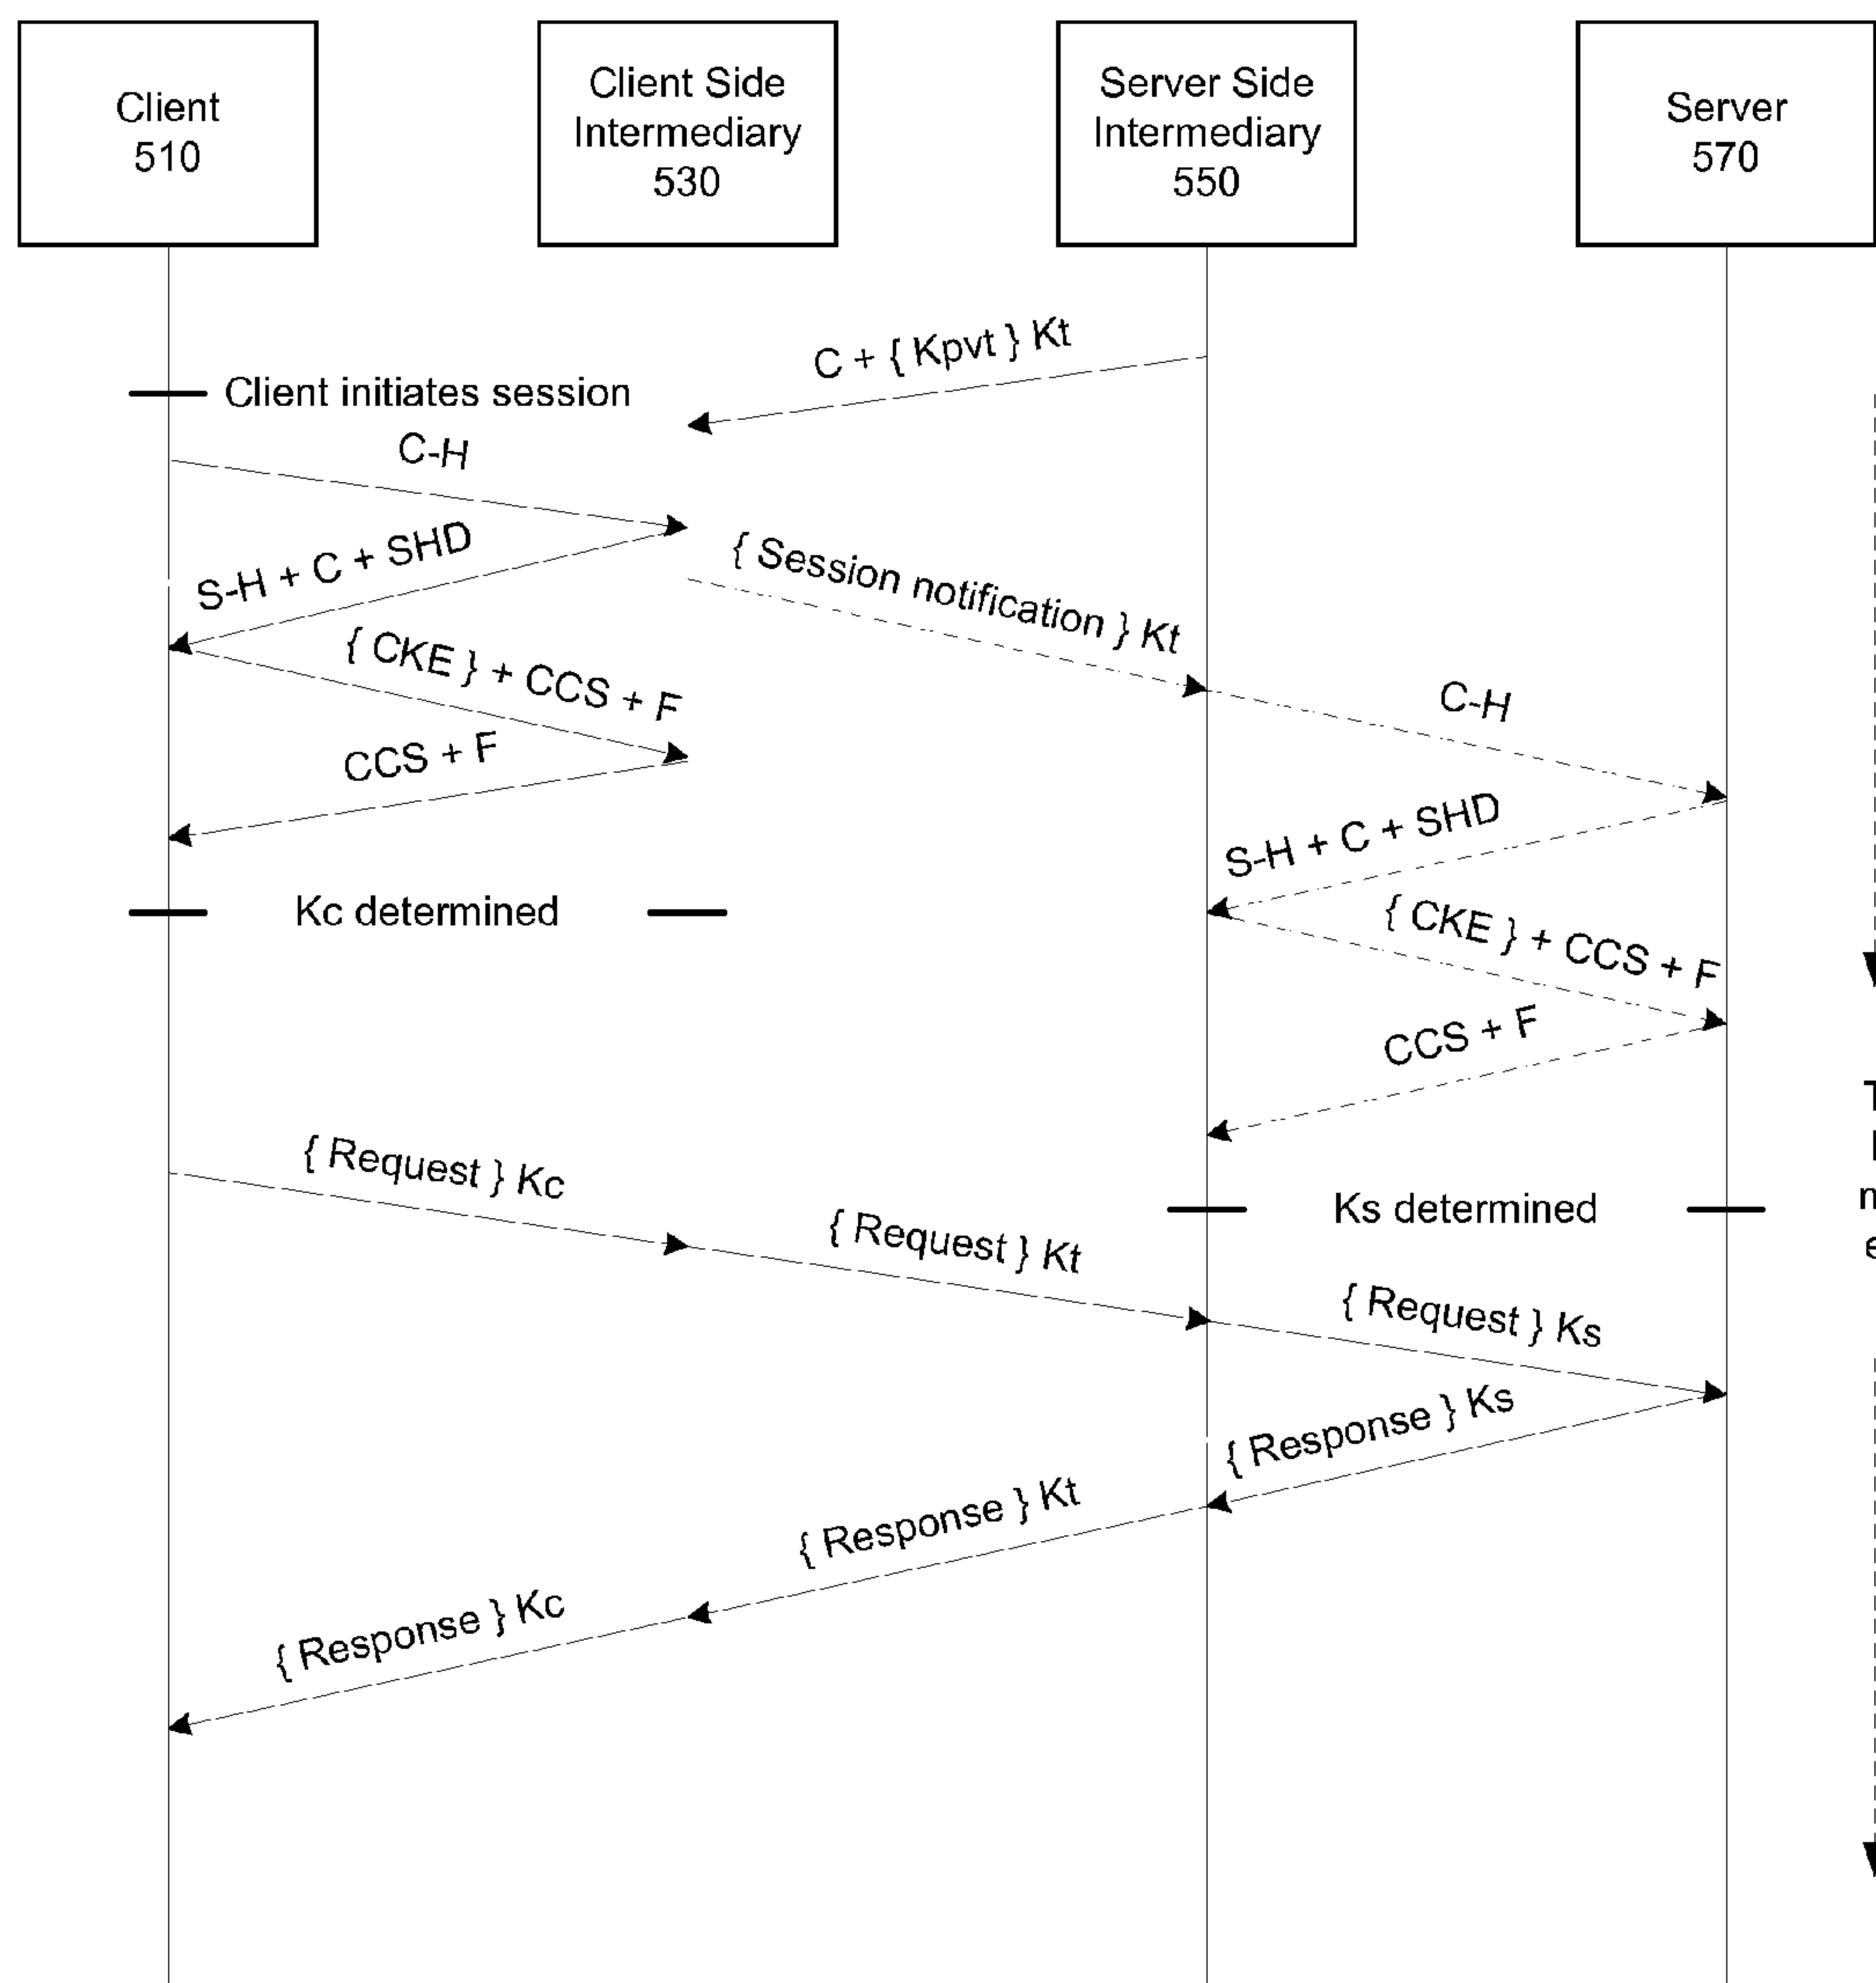 Client
510
Client Side
Intermediary
530
Server Side
Intermediary
550
Server
570
C + { Kpvt } Kt
Client initiates session
C-H
S-H + C + SHD
{ Session notification } Kt
{ CKE } + CCS + F
C-H
CCS + F
S-H + C + SHD
Kc determined
{ CKE } + CCS + F
CCS + F
{ Request } Kc
Ks determined
{ Request } Kt
{ Request } Ks
{ Response } Ks
{ Response } Kt
{ Response } Kc